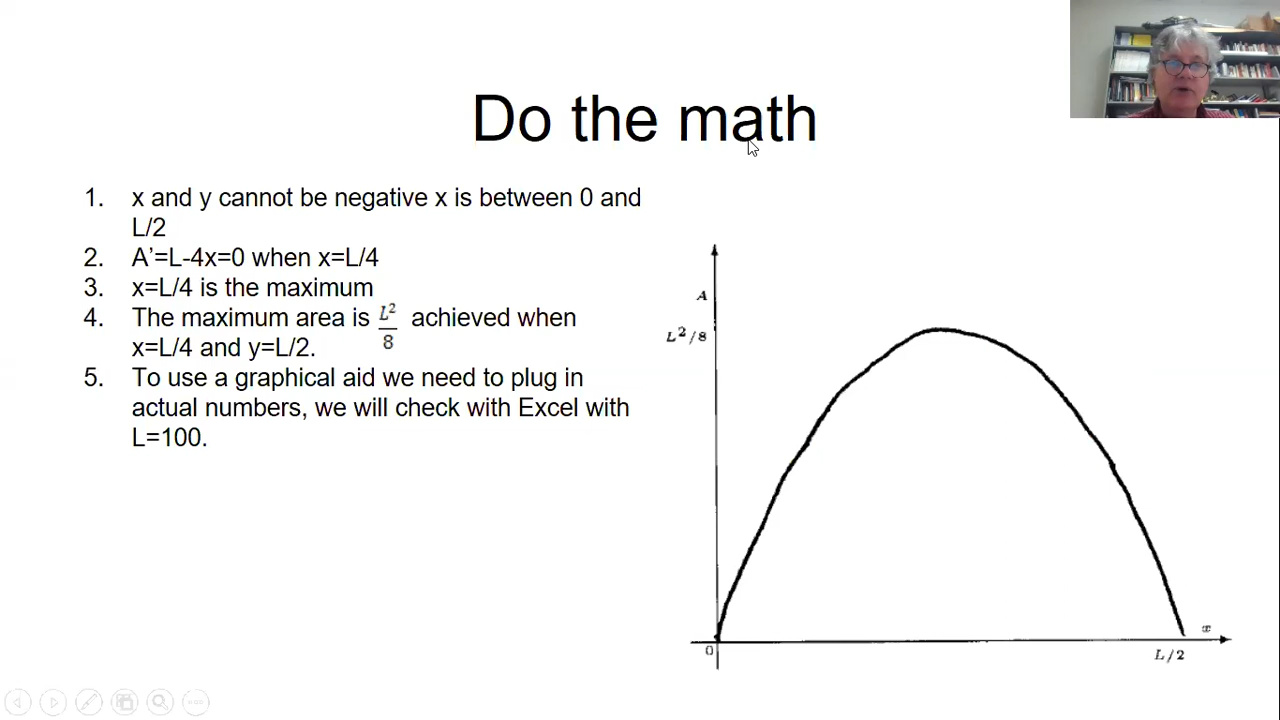 Do the math
1. x and y cannot be negative x is between 0 and
L/2
2. A’=L-4x=0 when x=L/4
3. x=L/4 is the maximum
4. The maximum area is L²/8 achieved when
x=L/4 and y=L/2.
5. To use a graphical aid we need to plug in
actual numbers, we will check with Excel with
L=100.
A
L²/8
0
x
L/2